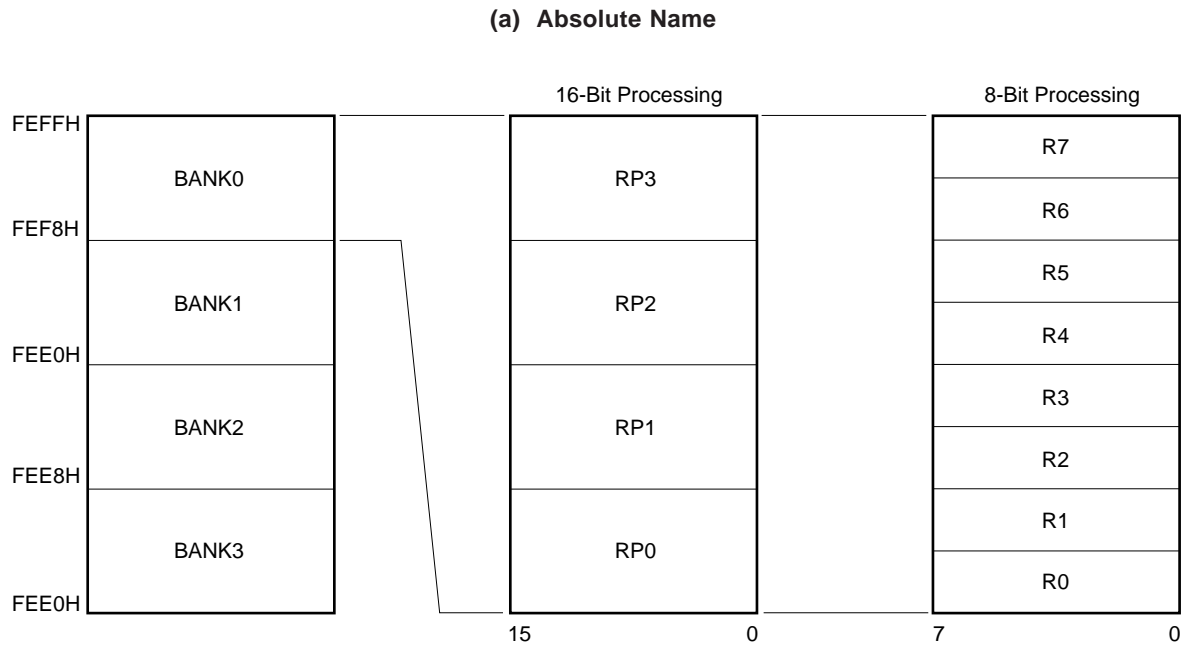 (a) Absolute Name
16-Bit Processing
8-Bit Processing
FEFFH
BANK0
RP3
R7
R6
FEF8H
BANK1
RP2
R5
R4
FEE0H
BANK2
RP1
R3
R2
FEE8H
BANK3
RP0
R1
R0
FEE0H
15 0
7 0